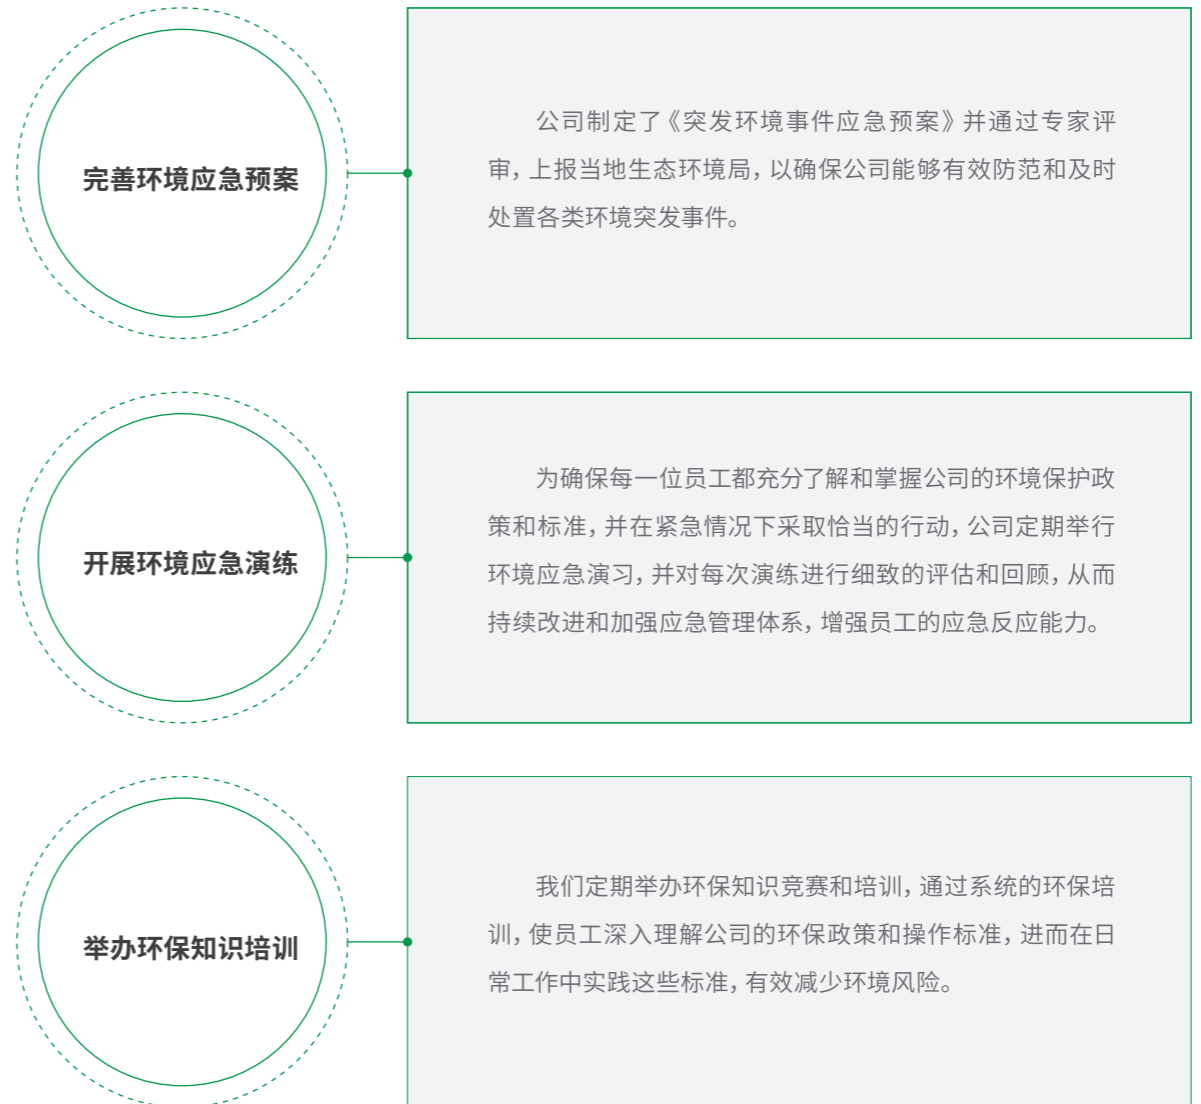 完善环境应急预案
公司制定了《突发环境事件应急预案》并通过专家评
审，上报当地生态环境局，以确保公司能够有效防范和及时
处置各类环境突发事件。
开展环境应急演练
为确保每一位员工都充分了解和掌握公司的环境保护政
策和标准，并在紧急情况下采取恰当的行动，公司定期举行
环境应急演习，并对每次演练进行细致的评估和回顾，从而
持续改进和加强应急管理体系，增强员工的应急反应能力。
举办环保知识培训
我们定期举办环保知识竞赛和培训，通过系统的环保培
训，使员工深入理解公司的环保政策和操作标准，进而在日
常工作中实践这些标准，有效减少环境风险。